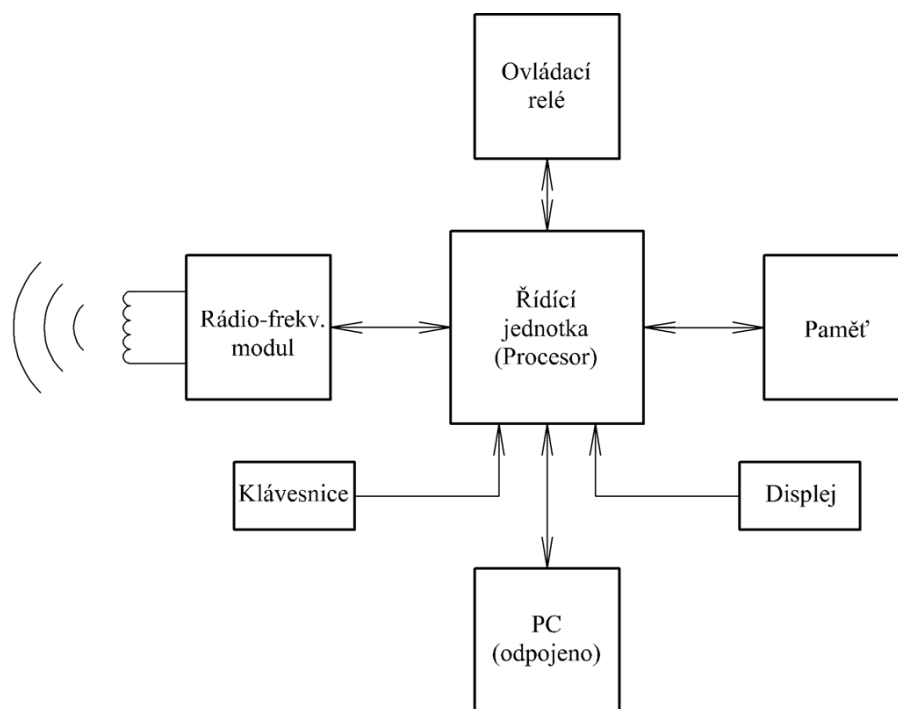 Ovládací
relé
Rádio-frekv.
modul
Řídící
jednotka
(Procesor)
Paměť
Klávesnice
Displej
PC
(odpojeno)